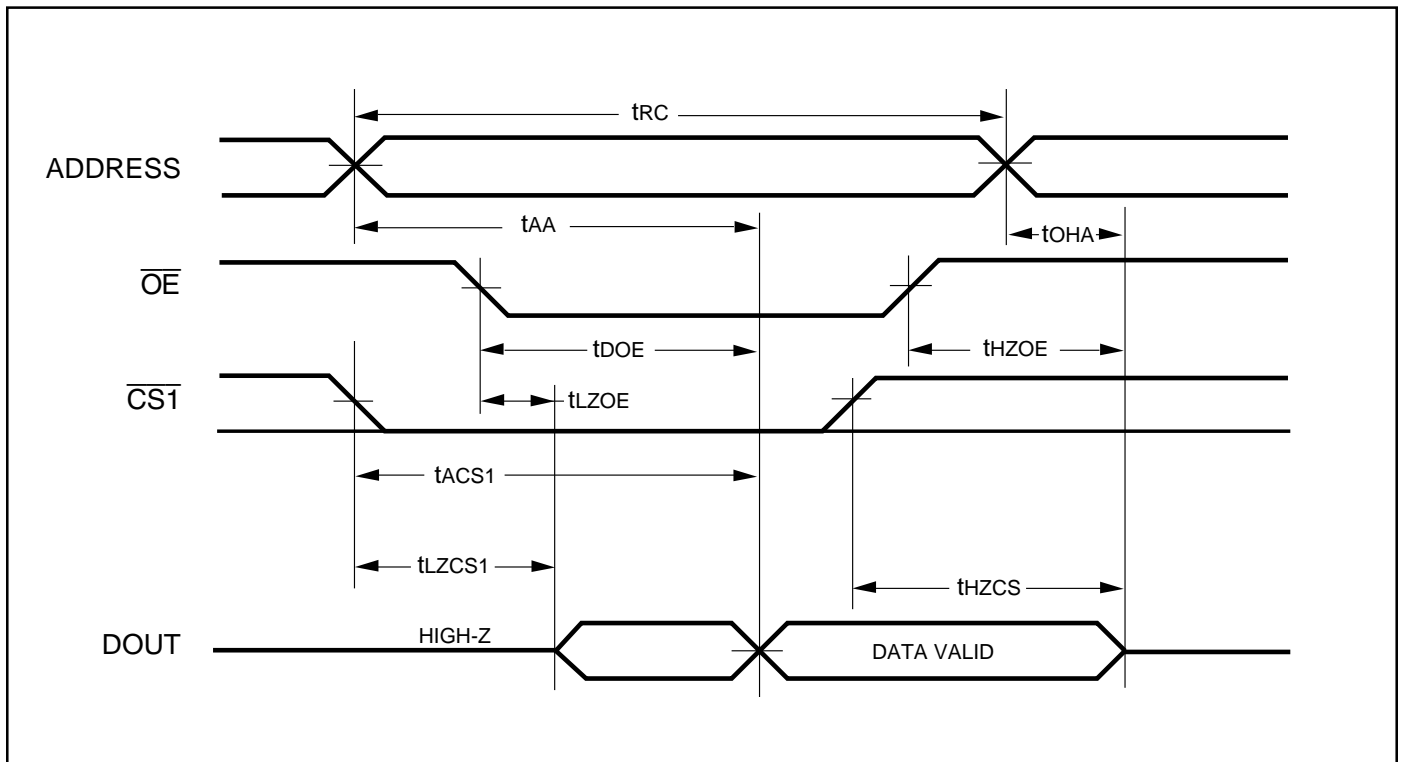 tRC
ADDRESS
tAA
tOHA
OE
tDOE
tHZOE
CS1
tLZOE
tACS1
tLZCS1
tHZCS
DOUT
HIGH-Z
DATA VALID